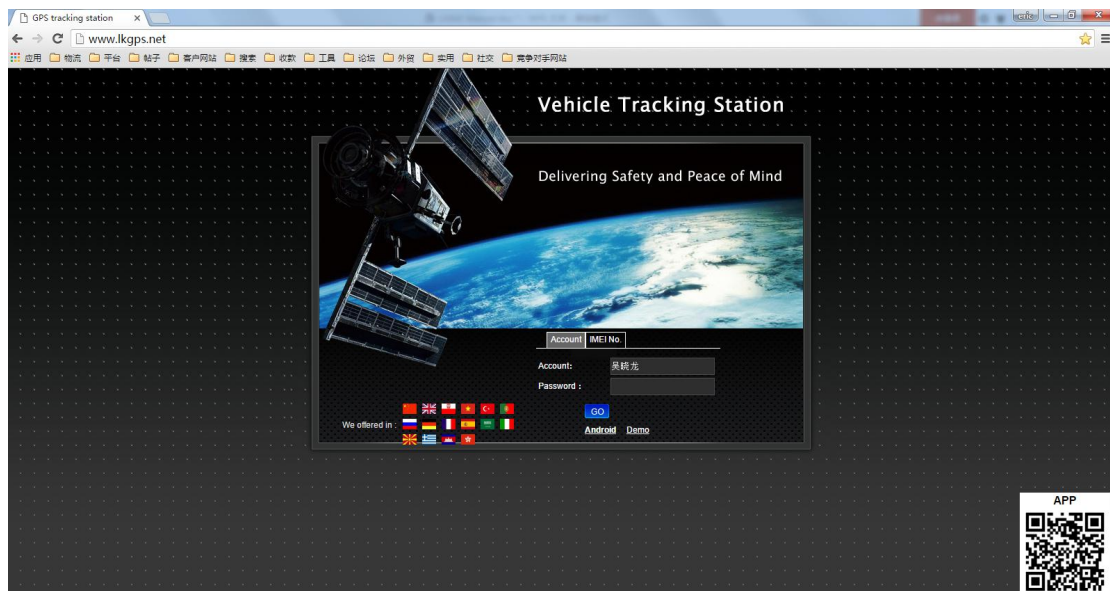 GPS tracking station
eric
www.lkgps.net
应用 物流 平台 帖子 客户网站 搜索 收款 工具 论坛 外贸 实用 社交 竞争对手网站
Vehicle Tracking Station
Delivering Safety and Peace of Mind
Account IMEI No.
Account: 吴晓龙
Password :
GO
We offered in :
Android Demo
APP